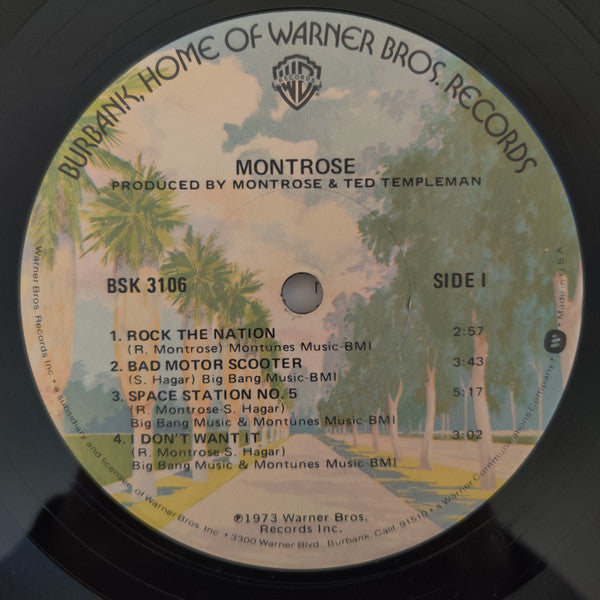 BURBANK, HOME OF WARNER BROS. RECORDS
WB
RECORDS
MONTROSE
PRODUCED BY MONTROSE & TED TEMPLEMAN
BSK 3106
SIDE I
1. ROCK THE NATION 2:57
(R. Montrose) Montunes Music-BMI
2. BAD MOTOR SCOOTER 3:43
(S. Hagar) Big Bang Music-BMI
3. SPACE STATION NO. 5 5:17
(R. Montrose-S. Hagar)
Big Bang Music & Montunes Music-BMI
4. I DON'T WANT IT 3:02
(R. Montrose-S. Hagar)
Big Bang Music & Montunes Music-BMI
℗1973 Warner Bros.
Records Inc.
Warner Bros. Records Inc. • a subsidiary and licensee of Warner Bros. Inc. • 3300 Warner Blvd., Burbank, Calif. 91510 • a Warner Communications Company. • Made in U.S.A.